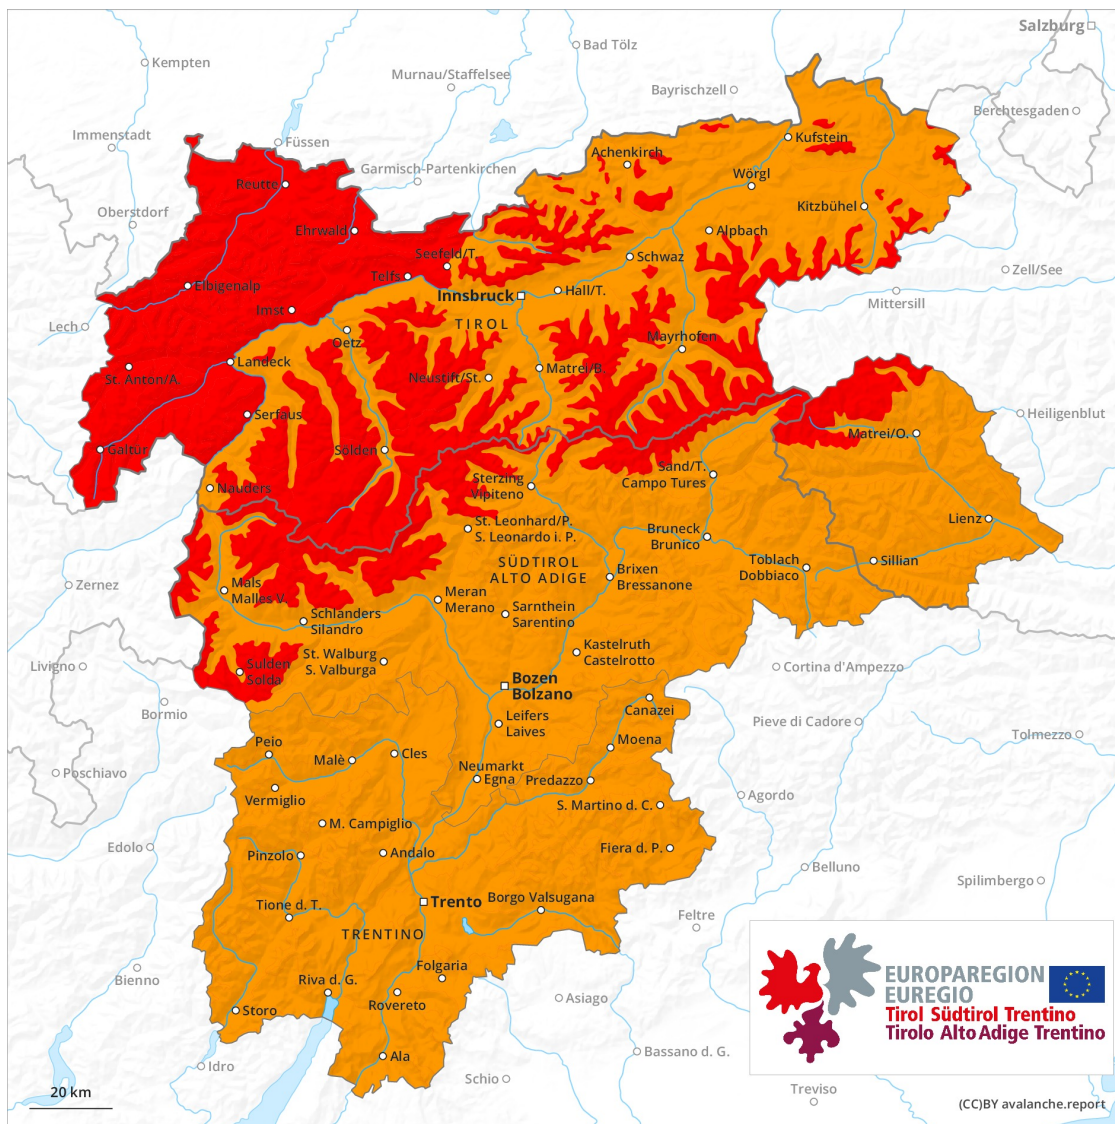 Salzburg
Bad Tölz
Kempten
Murnau/Staffelsee
Bayrischzell
Berchtesgaden
Immenstadt
Füssen
Kufstein
Achenkirch
Garmisch-Partenkirchen
Wörgl
Reutte
Oberstdorf
Kitzbühel
Ehrwald
Alpbach
Seefeld/T.
Schwaz
Telfs
Zell/See
Elbigenalp
Hall/T.
Innsbruck
Mittersill
Imst
TIROL
Lech
Oetz
Mayrhofen
Landeck
Matrei/B.
St. Anton/A.
Neustift/St.
Serfaus
Heiligenblut
Matrei/O.
Galtür
Sölden
Sand/T.
Campo Tures
Sterzing
Vipiteno
Nauders
Lienz
St. Leonhard/P.
S. Leonardo i. P.
Bruneck
Brunico
SÜDTIROL
ALTO ADIGE
Toblach
Dobbiaco
Sillian
Brixen
Bressanone
Zernez
Mals
Malles V.
Meran
Merano
Sarnthein
Sarentino
Schlanders
Silandro
Kastelruth
Castelrotto
St. Walburg
S. Valburga
Livigno
Sulden
Solda
Cortina d'Ampezzo
Bozen
Bolzano
Bormio
Canazei
Leifers
Laives
Pieve di Cadore
Tolmezzo
Peio
Moena
Malè
Cles
Poschiavo
Neumarkt
Egna
Predazzo
Vermiglio
Agordo
S. Martino d. C.
M. Campiglio
Edolo
Pinzolo
Andalo
Fiera d. P.
Belluno
Spilimbergo
Trento
Borgo Valsugana
Tione d. T.
Feltre
TRENTINO
Bienno
Folgaria
Riva d. G.
EUROPAREGION
EUREGIO
Tirol Südtirol Trentino
Tirolo Alto Adige Trentino
Asiago
Rovereto
Storo
Bassano d. G.
Ala
Idro
Schio
Treviso
20 km
(CC)BY avalanche.report